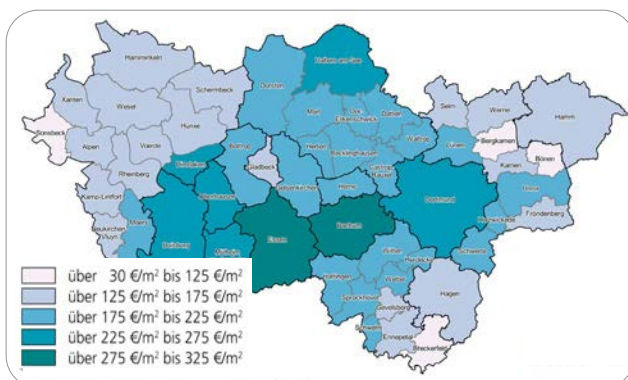 Haltern am See
Hamminkeln
Dorsten
Schermbeck
Selm
Werne
Hamm
Xanten
Wesel
Marl
Oer-
Erkenschwick
Datteln
Sonsbeck
Hünxe
Bergkamen
Alpen
Voerde
Bottrop
Herten
Recklinghausen
Waltrop
Lünen
Bönen
Dinslaken
Gladbeck
Castrop-
Rauxel
Kamen
Rheinberg
Gelsenkirchen
Herne
Unna
Kamp-Lintfort
Oberhausen
Dortmund
Fröndenberg
Neukirchen
Vluyn
Moers
Essen
Bochum
Holzwickede
Duisburg
Mülheim
Witten
Schwerte
Herdecke
Hattingen
Wetter
über 30 €/m² bis 125 €/m²
Sprockhövel
Hagen
über 125 €/m² bis 175 €/m²
Gevelsberg
über 175 €/m² bis 225 €/m²
Schwelm
Ennepetal
über 225 €/m² bis 275 €/m²
Breckerfeld
über 275 €/m² bis 325 €/m²